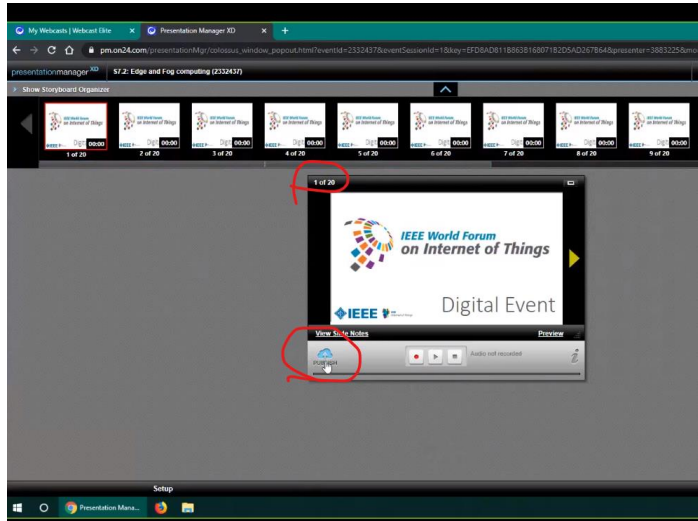 My Webcasts | Webcast Elite
Presentation Manager XD
pm.on24.com/presentationMgr/colossus_window_popout.html?eventId=2332437&eventSessionId=1&key=EFD8AD811B863816807182D5AD267B64&presenter=3883225&mo
presentationmanager XD
S7.2: Edge and Fog computing (2332437)
Show Storyboard Organizer
00:00
00:00
00:00
00:00
00:00
00:00
00:00
00:00
00:00
1 of 20
2 of 20
3 of 20
4 of 20
5 of 20
6 of 20
7 of 20
8 of 20
9 of 20
1 of 20
IEEE World Forum
on Internet of Things
Digital Event
IEEE
View Slide Notes
Preview
PUBLISH
Audio not recorded
Setup
Presentation Mana...